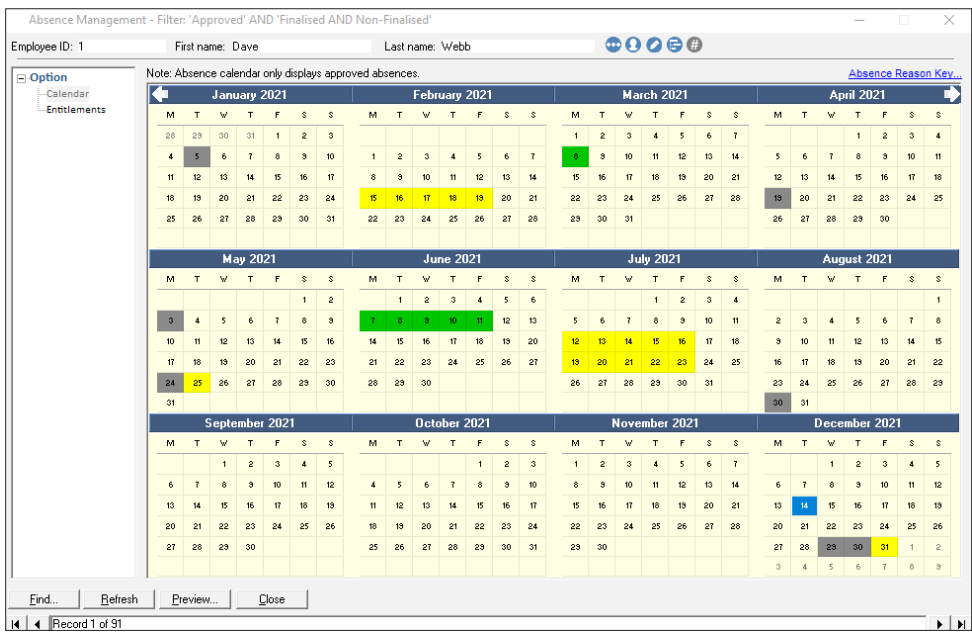 Absence Management - Filter: 'Approved' AND 'Finalised AND Non-Finalised'
Employee ID: 1 First name: Dave Last name: Webb #
Option
Calendar
Entitlements
Note: Absence calendar only displays approved absences. Absence Reason Key...
January 2021 February 2021 March 2021 April 2021
M T W T F S S M T W T F S S M T W T F S S M T W T F S S
28 29 30 31 1 2 3 1 2 3 4 5 6 7 1 2 3 4
4 5 6 7 8 9 10 1 2 3 4 5 6 7 8 9 10 11 12 13 14 5 6 7 8 9 10 11
11 12 13 14 15 16 17 8 9 10 11 12 13 14 15 16 17 18 19 20 21 12 13 14 15 16 17 18
18 19 20 21 22 23 24 15 16 17 18 19 20 21 22 23 24 25 26 27 28 19 20 21 22 23 24 25
25 26 27 28 29 30 31 22 23 24 25 26 27 28 29 30 31 26 27 28 29 30
May 2021 June 2021 July 2021 August 2021
M T W T F S S M T W T F S S M T W T F S S M T W T F S S
1 2 1 2 3 4 5 6 1 2 3 4 1
3 4 5 6 7 8 9 7 8 9 10 11 12 13 5 6 7 8 9 10 11 2 3 4 5 6 7 8
10 11 12 13 14 15 16 14 15 16 17 18 19 20 12 13 14 15 16 17 18 9 10 11 12 13 14 15
17 18 19 20 21 22 23 21 22 23 24 25 26 27 19 20 21 22 23 24 25 16 17 18 19 20 21 22
24 25 26 27 28 29 30 28 29 30 26 27 28 29 30 31 23 24 25 26 27 28 29
31 30 31
September 2021 October 2021 November 2021 December 2021
M T W T F S S M T W T F S S M T W T F S S M T W T F S S
1 2 3 4 5 1 2 3 1 2 3 4 5 6 7 1 2 3 4 5
6 7 8 9 10 11 12 4 5 6 7 8 9 10 8 9 10 11 12 13 14 6 7 8 9 10 11 12
13 14 15 16 17 18 19 11 12 13 14 15 16 17 15 16 17 18 19 20 21 13 14 15 16 17 18 19
20 21 22 23 24 25 26 18 19 20 21 22 23 24 22 23 24 25 26 27 28 20 21 22 23 24 25 26
27 28 29 30 25 26 27 28 29 30 31 29 30 27 28 29 30 31 1 2
3 4 5 6 7 8 9
Find... Refresh Preview... Close
Record 1 of 91